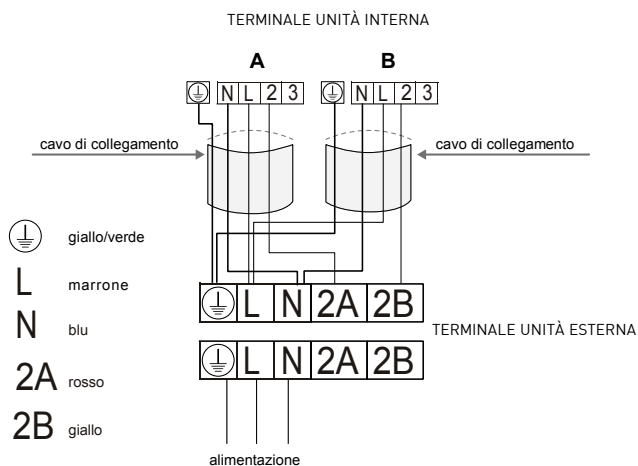 TERMINALE UNITÀ INTERNA
A B
N L 2 3 N L 2 3
cavo di collegamento cavo di collegamento
giallo/verde
L marrone
N blu
2A rosso
2B giallo
L N 2A 2B
TERMINALE UNITÀ ESTERNA
L N 2A 2B
alimentazione